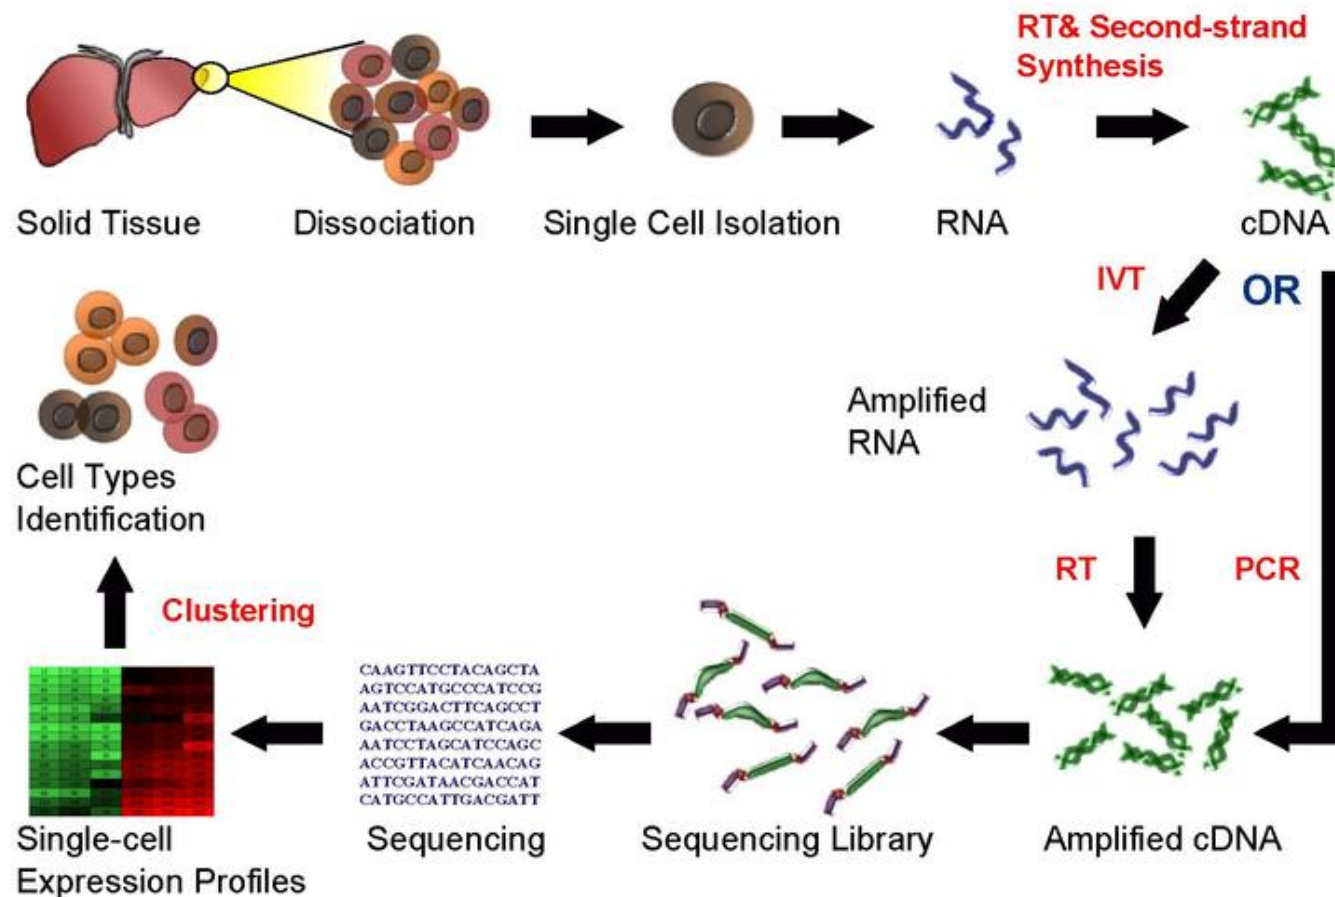 RT& Second-strand
Synthesis
Solid Tissue
Dissociation
Single Cell Isolation
RNA
cDNA
IVT
OR
Amplified
RNA
Cell Types
Identification
RT
PCR
Clustering
CAAGTTCCTACAGCTA
AGTCCATGCCCATCCG
AATCGGACTTCAGCCT
GACCTAAGCCATCAGA
AATCCTAGCATCCAGC
ACCGTTACATCAACAG
ATTCGATAACGACCAT
CATGCCATTGACGATT
Single-cell
Expression Profiles
Sequencing
Sequencing Library
Amplified cDNA